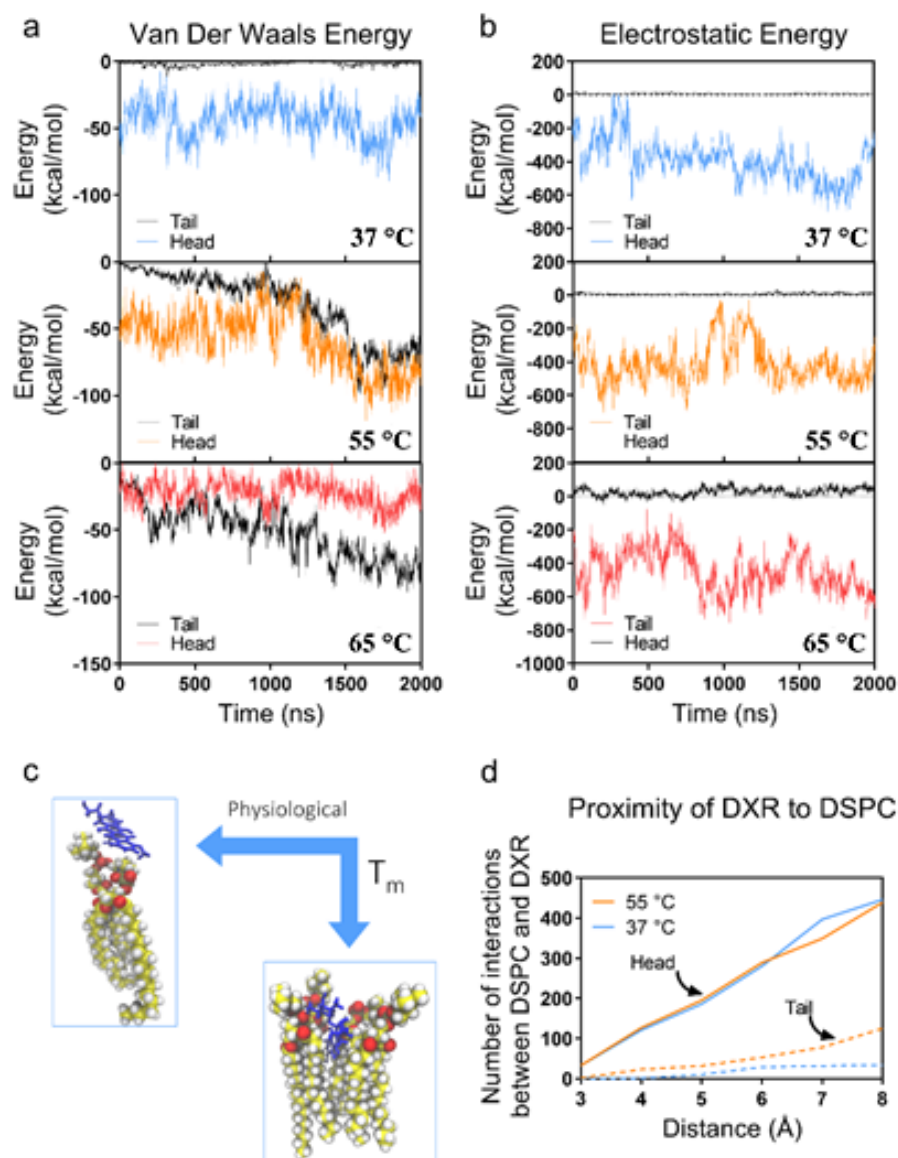 a Van Der Waals Energy
b Electrostatic Energy
0
-50
-100
Energy
(kcal/mol)
Tail
Head
37 °C
0
-50
-100
Energy
(kcal/mol)
Tail
Head
55 °C
0
-50
-100
-150
Energy
(kcal/mol)
Tail
Head
65 °C
0 500 1000 1500 2000
Time (ns)
200
0
-200
-400
-600
-800
Energy
(kcal/mol)
Tail
Head
37 °C
200
0
-200
-400
-600
-800
Energy
(kcal/mol)
Tail
Head
55 °C
200
0
-200
-400
-600
-800
-1000
Energy
(kcal/mol)
Tail
Head
65 °C
0 500 1000 1500 2000
Time (ns)
c
Physiological
Tm
d
Proximity of DXR to DSPC
Number of interactions
between DSPC and DXR
500
400
300
200
100
0
55 °C
37 °C
Head
Tail
3 4 5 6 7 8
Distance (Å)